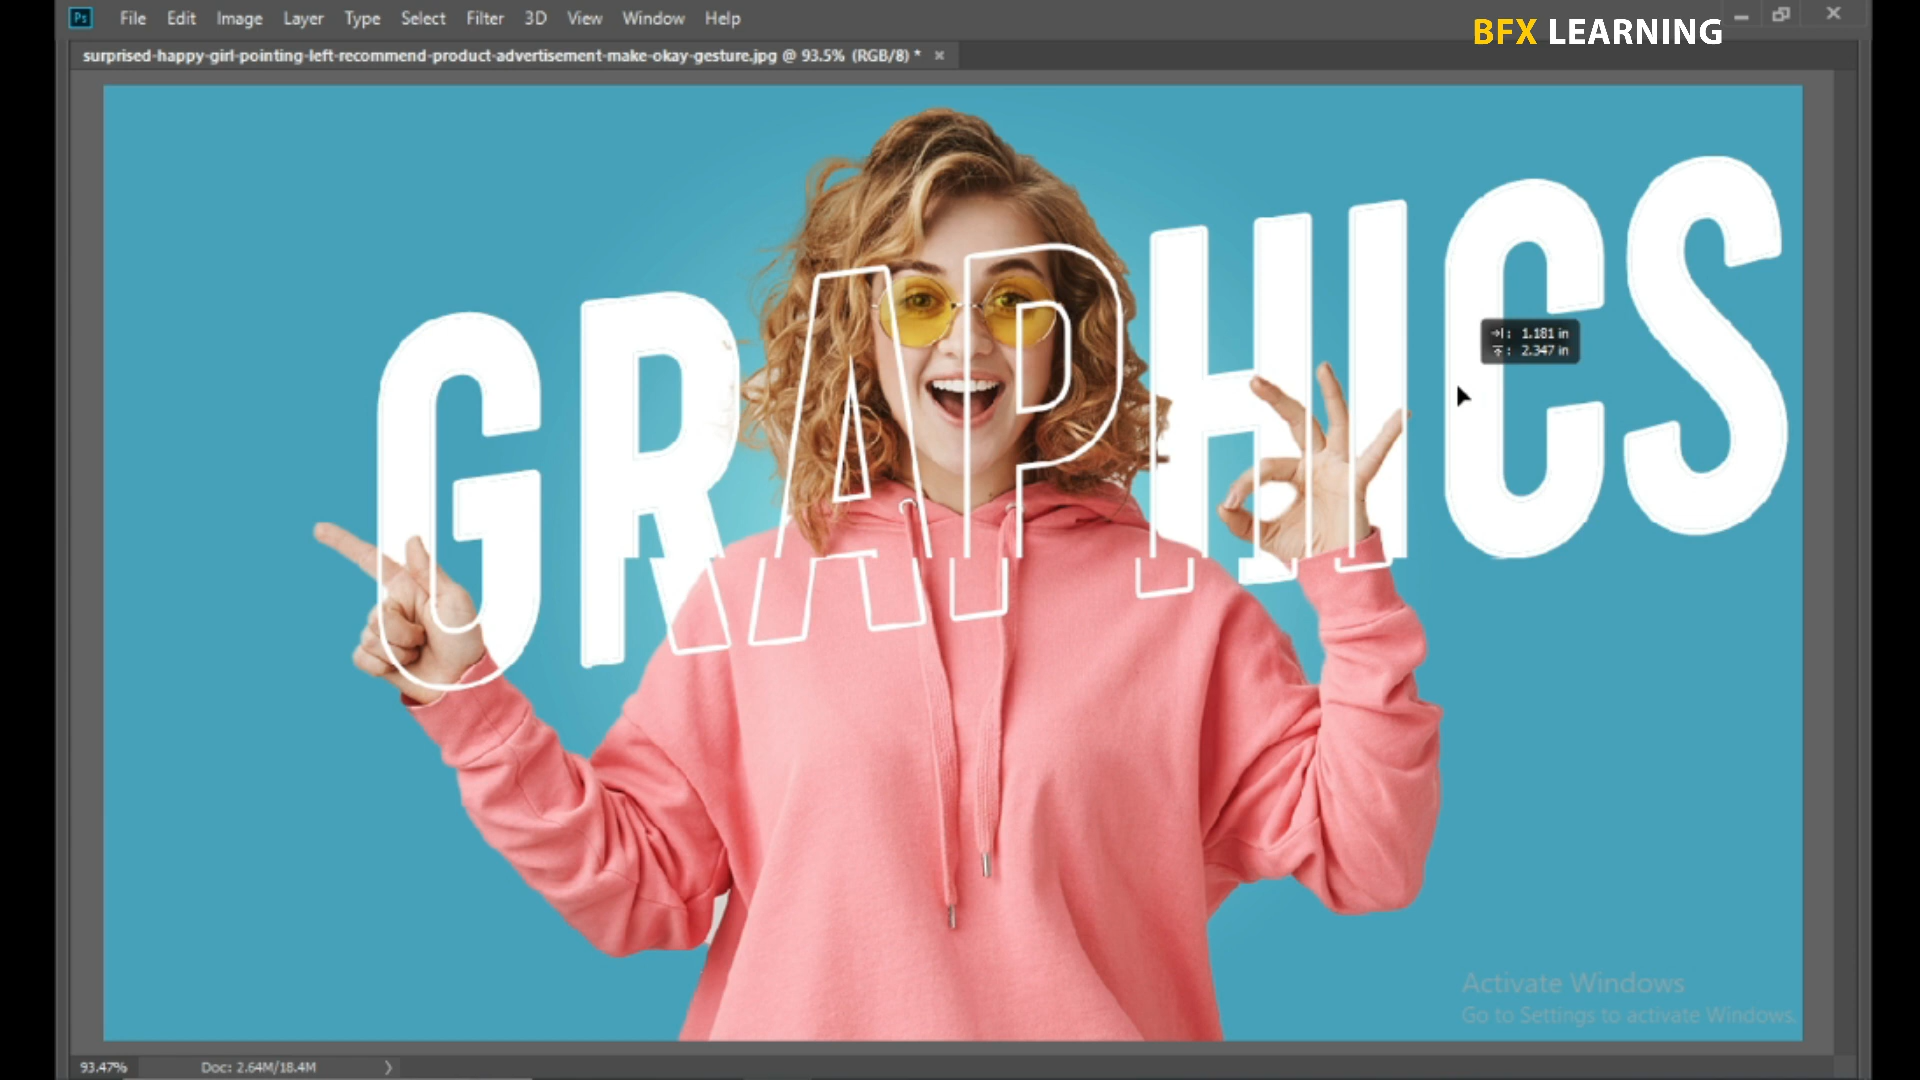 Ps File Edit Image Layer Type Select Filter 3D View Window Help
BFX LEARNING
surprised-happy-girl-pointing-left-recommend-product-advertisement-make-okay-gesture.jpg @ 93.5% (RGB/8) *
GRAPHICS
1.181 in
2.347 in
Activate Windows
Go to Settings to activate Windows.
93.47% Doc: 2.64M/18.4M